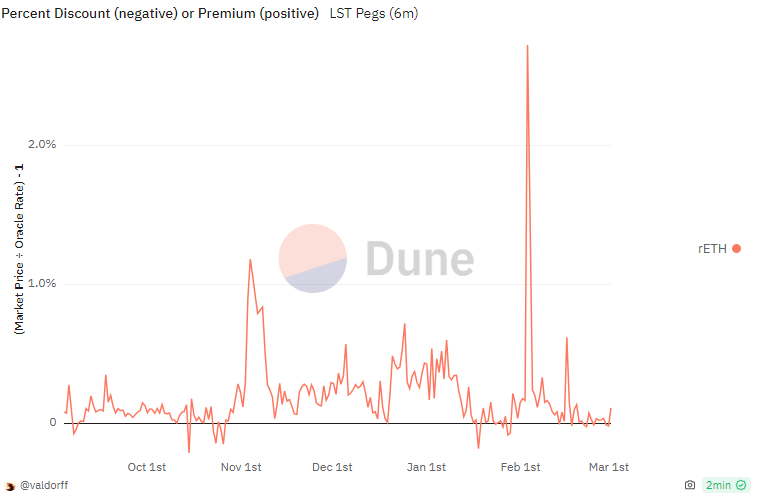 Percent Discount (negative) or Premium (positive) LST Pegs (6m)
(Market Price ÷ Oracle Rate) - 1
2.0%
1.0%
0
Dune
rETH
Oct 1st Nov 1st Dec 1st Jan 1st Feb 1st Mar 1st
@valdorff 2min